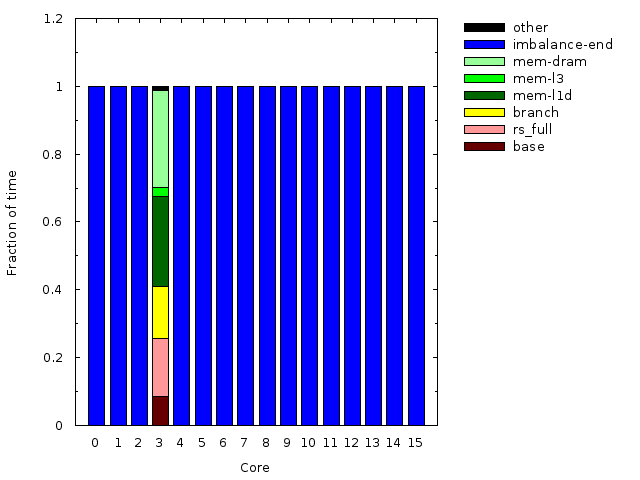 1.2
1
0.8
0.6
0.4
0.2
0
Fraction of time
0 1 2 3 4 5 6 7 8 9 10 11 12 13 14 15
Core
other
imbalance-end
mem-dram
mem-l3
mem-l1d
branch
rs_full
base